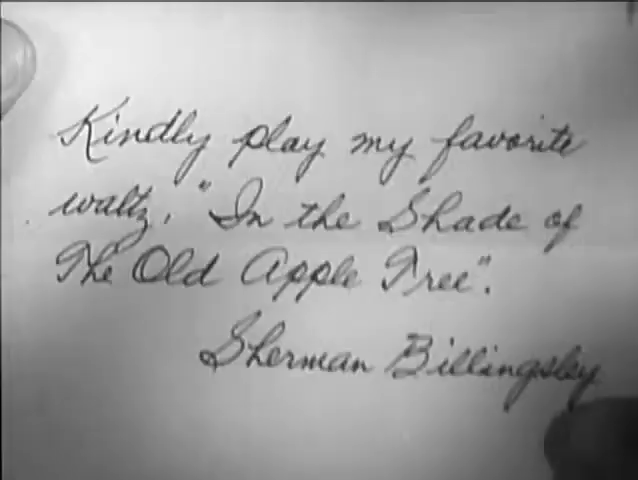 Kindly play my favorite
waltz, "In the Shade of
The Old Apple Tree".
Sherman Billingsley